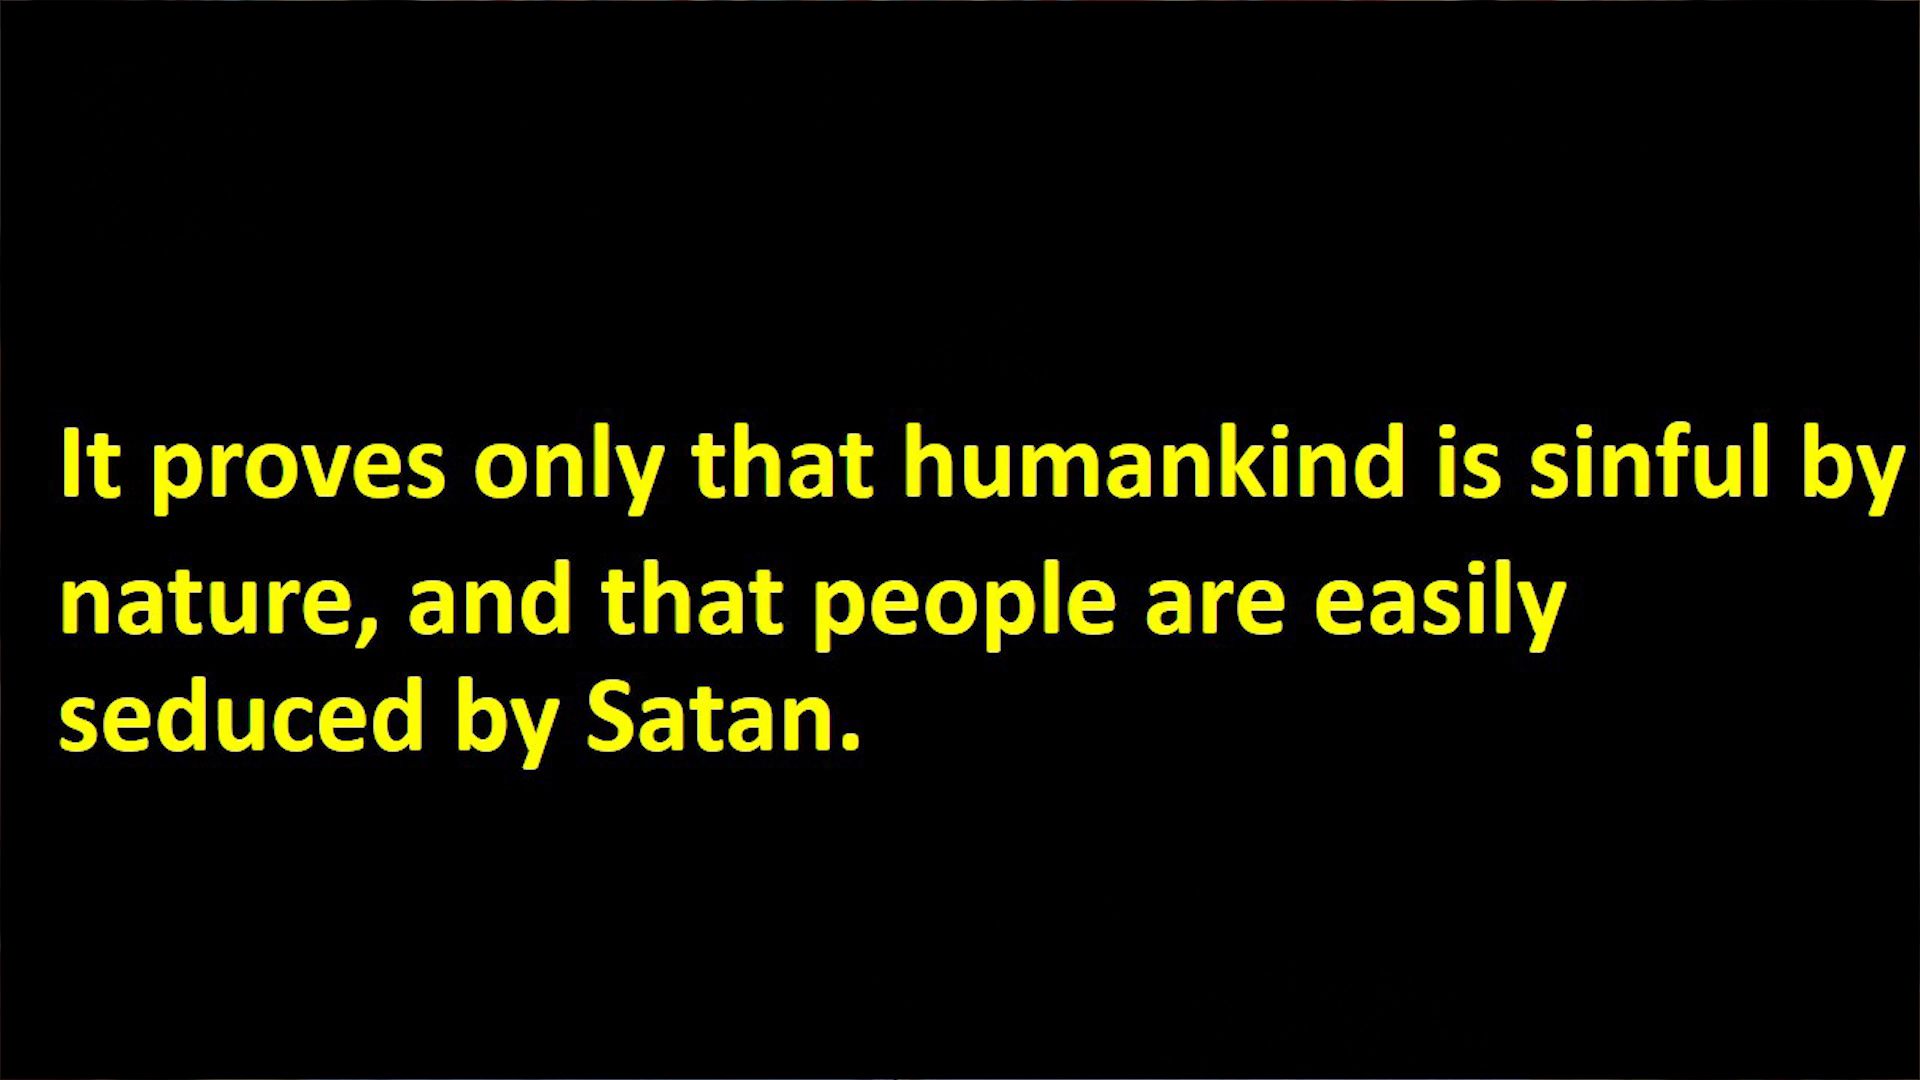 It proves only that humankind is sinful by
nature, and that people are easily
seduced by Satan.